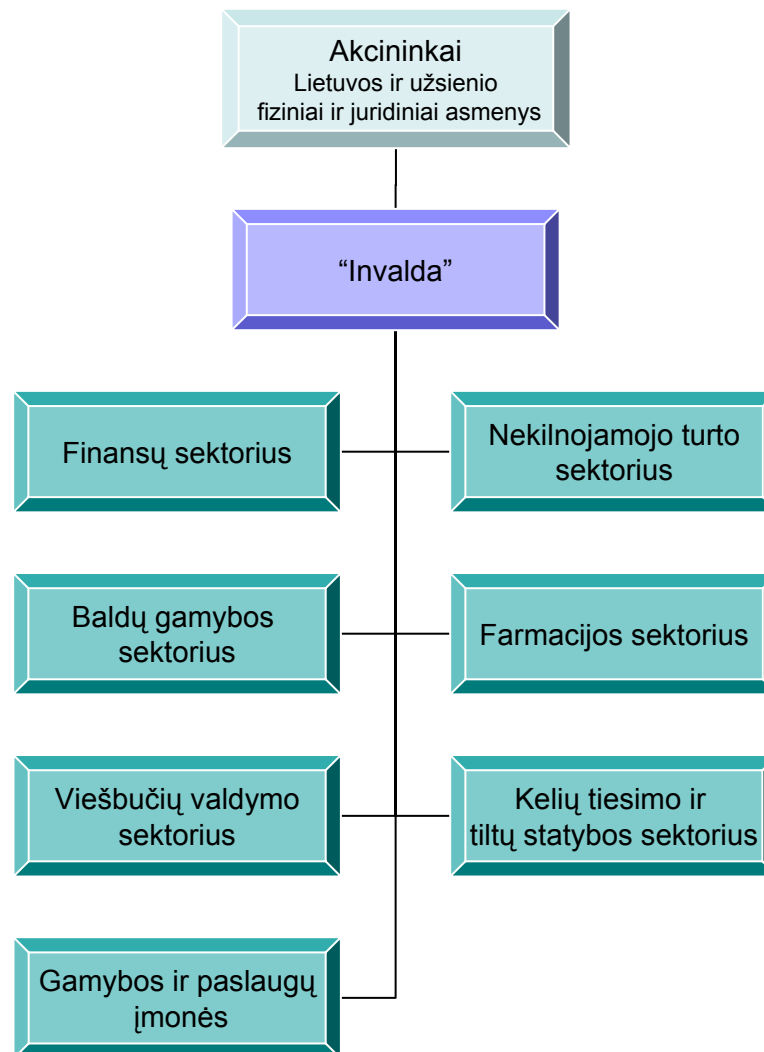 Akcininkai
Lietuvos ir užsienio
fiziniai ir juridiniai asmenys
“Invalda”
Finansų sektorius
Nekilnojamojo turto
sektorius
Baldų gamybos
sektorius
Farmacijos sektorius
Viešbučių valdymo
sektorius
Kelių tiesimo ir
tiltų statybos sektorius
Gamybos ir paslaugų
įmonės